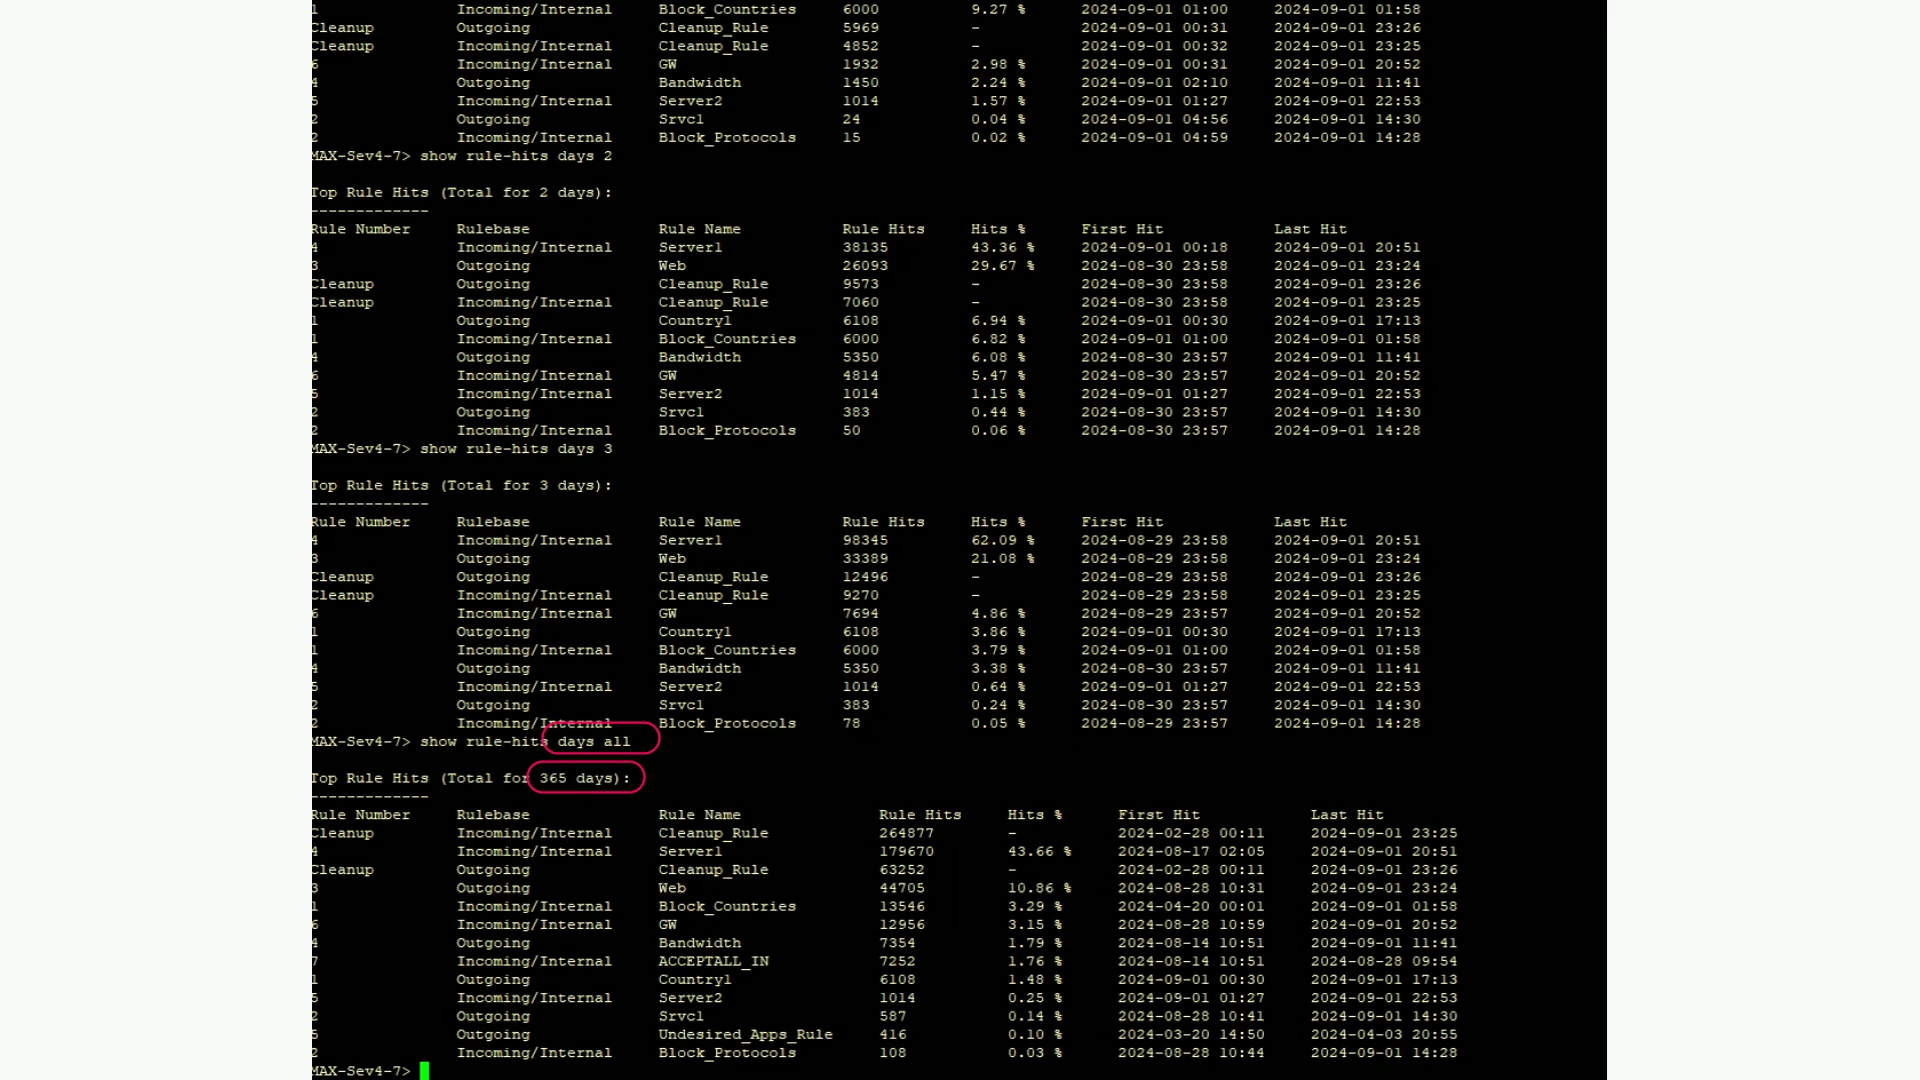 1 Incoming/Internal Block_Countries 6000 9.27 % 2024-09-01 01:00 2024-09-01 01:58
Cleanup Outgoing Cleanup_Rule 5969 - 2024-09-01 00:31 2024-09-01 23:26
Cleanup Incoming/Internal Cleanup_Rule 4852 - 2024-09-01 00:32 2024-09-01 23:25
6 Incoming/Internal GW 1932 2.98 % 2024-09-01 00:31 2024-09-01 20:52
4 Outgoing Bandwidth 1450 2.24 % 2024-09-01 02:10 2024-09-01 11:41
5 Incoming/Internal Server2 1014 1.57 % 2024-09-01 01:27 2024-09-01 22:53
2 Outgoing Srvc1 24 0.04 % 2024-09-01 04:56 2024-09-01 14:30
2 Incoming/Internal Block_Protocols 15 0.02 % 2024-09-01 04:59 2024-09-01 14:28
MAX-Sev4-7> show rule-hits days 2
Top Rule Hits (Total for 2 days):
-------------
Rule Number Rulebase Rule Name Rule Hits Hits % First Hit Last Hit
4 Incoming/Internal Server1 38135 43.36 % 2024-09-01 00:18 2024-09-01 20:51
3 Outgoing Web 26093 29.67 % 2024-08-30 23:58 2024-09-01 23:24
Cleanup Outgoing Cleanup_Rule 9573 - 2024-08-30 23:58 2024-09-01 23:26
Cleanup Incoming/Internal Cleanup_Rule 7060 - 2024-08-30 23:58 2024-09-01 23:25
1 Outgoing Country1 6108 6.94 % 2024-09-01 00:30 2024-09-01 17:13
1 Incoming/Internal Block_Countries 6000 6.82 % 2024-09-01 01:00 2024-09-01 01:58
4 Outgoing Bandwidth 5350 6.08 % 2024-08-30 23:57 2024-09-01 11:41
6 Incoming/Internal GW 4814 5.47 % 2024-08-30 23:57 2024-09-01 20:52
5 Incoming/Internal Server2 1014 1.15 % 2024-09-01 01:27 2024-09-01 22:53
2 Outgoing Srvc1 383 0.44 % 2024-08-30 23:57 2024-09-01 14:30
2 Incoming/Internal Block_Protocols 50 0.06 % 2024-08-30 23:57 2024-09-01 14:28
MAX-Sev4-7> show rule-hits days 3
Top Rule Hits (Total for 3 days):
-------------
Rule Number Rulebase Rule Name Rule Hits Hits % First Hit Last Hit
4 Incoming/Internal Server1 98345 62.09 % 2024-08-29 23:58 2024-09-01 20:51
3 Outgoing Web 33389 21.08 % 2024-08-29 23:58 2024-09-01 23:24
Cleanup Outgoing Cleanup_Rule 12496 - 2024-08-29 23:58 2024-09-01 23:26
Cleanup Incoming/Internal Cleanup_Rule 9270 - 2024-08-29 23:58 2024-09-01 23:25
6 Incoming/Internal GW 7694 4.86 % 2024-08-29 23:57 2024-09-01 20:52
1 Outgoing Country1 6108 3.86 % 2024-09-01 00:30 2024-09-01 17:13
1 Incoming/Internal Block_Countries 6000 3.79 % 2024-09-01 01:00 2024-09-01 01:58
4 Outgoing Bandwidth 5350 3.38 % 2024-08-30 23:57 2024-09-01 11:41
5 Incoming/Internal Server2 1014 0.64 % 2024-09-01 01:27 2024-09-01 22:53
2 Outgoing Srvc1 383 0.24 % 2024-08-30 23:57 2024-09-01 14:30
2 Incoming/Internal Block_Protocols 78 0.05 % 2024-08-29 23:57 2024-09-01 14:28
MAX-Sev4-7> show rule-hits days all
Top Rule Hits (Total for 365 days):
-------------
Rule Number Rulebase Rule Name Rule Hits Hits % First Hit Last Hit
Cleanup Incoming/Internal Cleanup_Rule 264877 - 2024-02-28 00:11 2024-09-01 23:25
4 Incoming/Internal Server1 179670 43.66 % 2024-08-17 02:05 2024-09-01 20:51
Cleanup Outgoing Cleanup_Rule 63252 - 2024-02-28 00:11 2024-09-01 23:26
3 Outgoing Web 44705 10.86 % 2024-08-28 10:31 2024-09-01 23:24
1 Incoming/Internal Block_Countries 13546 3.29 % 2024-04-20 00:01 2024-09-01 01:58
6 Incoming/Internal GW 12956 3.15 % 2024-08-28 10:59 2024-09-01 20:52
4 Outgoing Bandwidth 7354 1.79 % 2024-08-14 10:51 2024-09-01 11:41
7 Incoming/Internal ACCEPTALL_IN 7252 1.76 % 2024-08-14 10:51 2024-08-28 09:54
1 Outgoing Country1 6108 1.48 % 2024-09-01 00:30 2024-09-01 17:13
5 Incoming/Internal Server2 1014 0.25 % 2024-09-01 01:27 2024-09-01 22:53
2 Outgoing Srvc1 587 0.14 % 2024-08-28 10:41 2024-09-01 14:30
5 Outgoing Undesired_Apps_Rule 416 0.10 % 2024-03-20 14:50 2024-04-03 20:55
2 Incoming/Internal Block_Protocols 108 0.03 % 2024-08-28 10:44 2024-09-01 14:28
MAX-Sev4-7>